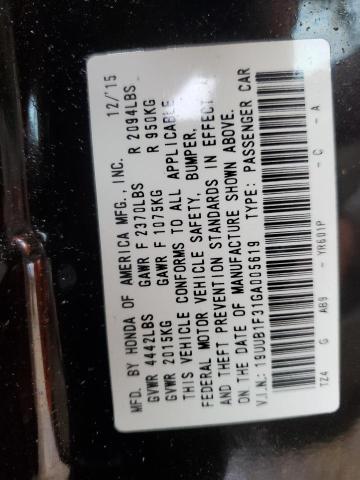 MFD. BY HONDA OF AMERICA MFG., INC. 12/15
GVWR 4442LBS GAWR F 2370LBS R 2094LBS
GVWR 2015KG GAWR F 1075KG R 950KG
THIS VEHICLE CONFORMS TO ALL APPLICABLE
FEDERAL MOTOR VEHICLE SAFETY, BUMPER,
AND THEFT PREVENTION STANDARDS IN EFFECT
ON THE DATE OF MANUFACTURE SHOWN ABOVE.
V.I.N.: 19UUB1F31GA005619 TYPE: PASSENGER CAR
TZ4 G AB9 - YR601P - C - A